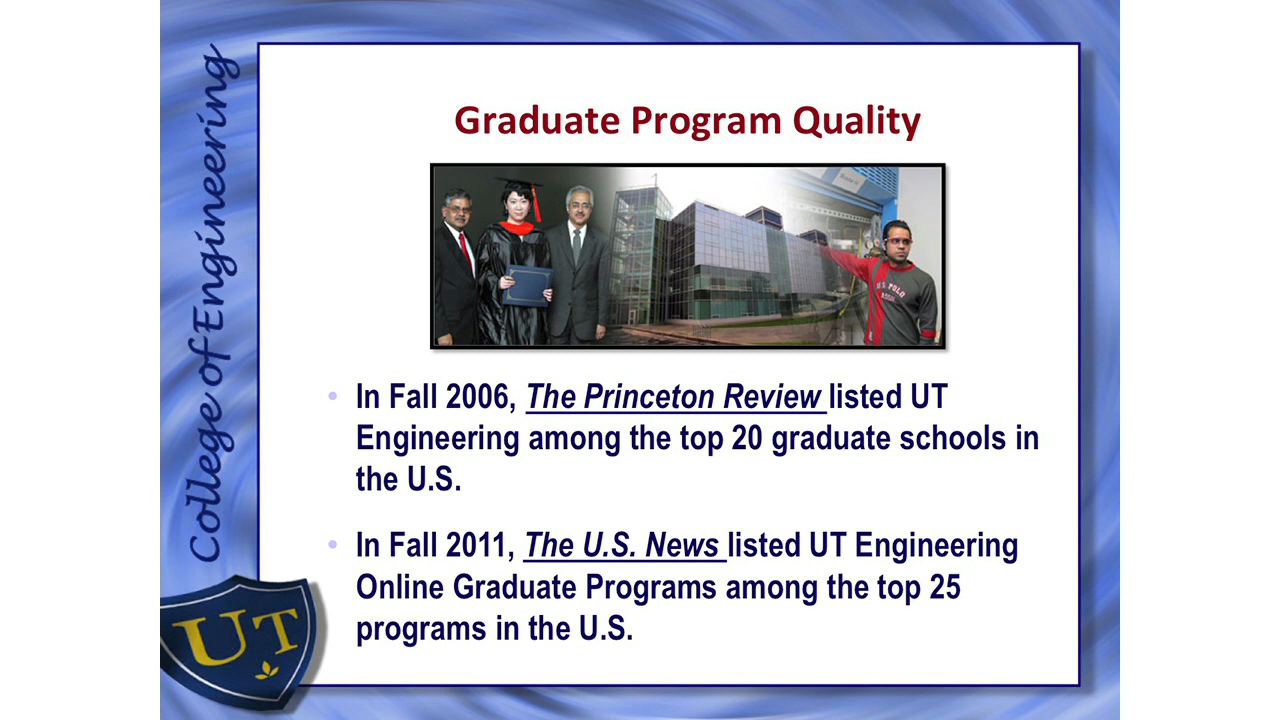 College of Engineering
Graduate Program Quality
• In Fall 2006, The Princeton Review listed UT
Engineering among the top 20 graduate schools in
the U.S.
• In Fall 2011, The U.S. News listed UT Engineering
Online Graduate Programs among the top 25
programs in the U.S.
UT